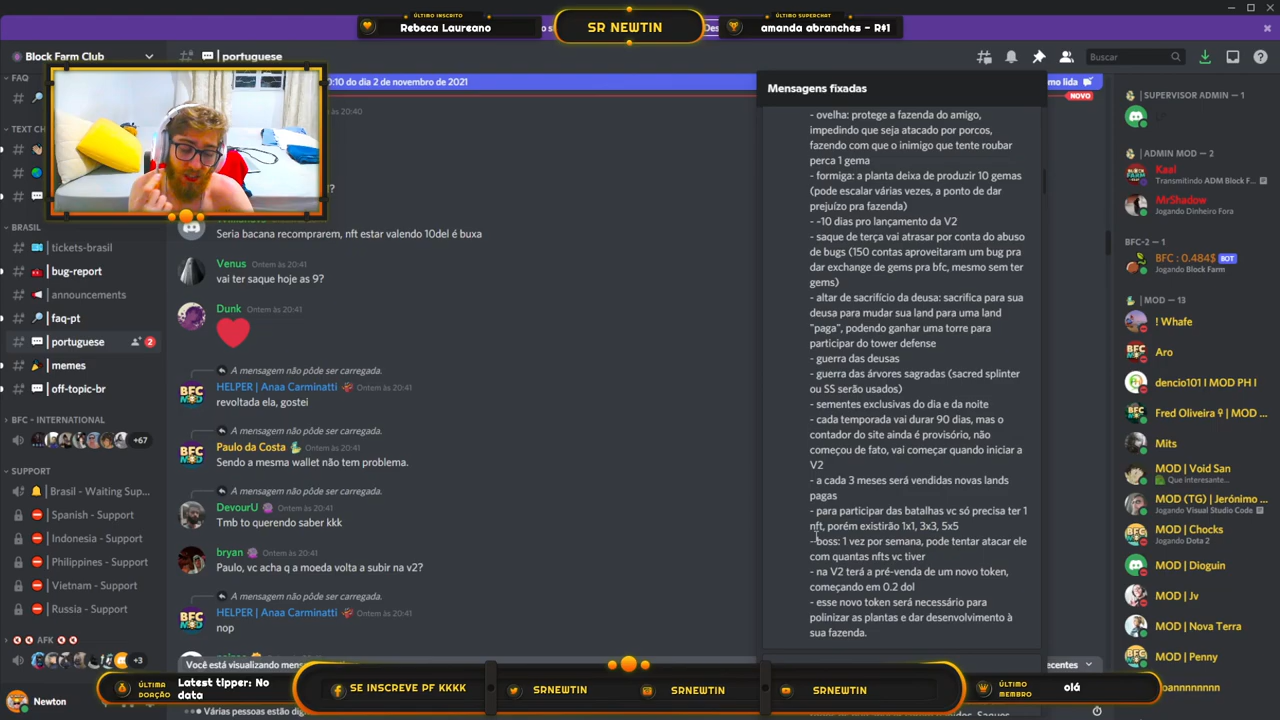 ÚLTIMO INSCRITO
Rebeca Laureano
SR NEWTIN
ÚLTIMO SUPERCHAT
amanda abranches - R$1
Block Farm Club
portuguese
Buscar
FAQ
TEXT CH
BRASIL
tickets-brasil
bug-report
announcements
faq-pt
portuguese
2
memes
off-topic-br
BFC - INTERNATIONAL
+67
SUPPORT
Brasil - Waiting Sup...
Spanish - Support
Indonesia - Support
Philippines - Support
Vietnam - Support
Russia - Support
AFK
+3
Newton
0:10 do dia 2 de novembro de 2021
mo lida
NOVO
às 20:40
?
Seria bacana recomprarem, nft estar valendo 10del é buxa
Venus Ontem às 20:41
vai ter saque hoje as 9?
Dunk Ontem às 20:41
A mensagem não pôde ser carregada.
HELPER | Anaa Carminatti Ontem às 20:41
revoltada ela, gostei
A mensagem não pôde ser carregada.
Paulo da Costa Ontem às 20:41
Sendo a mesma wallet não tem problema.
A mensagem não pôde ser carregada.
DevourU Ontem às 20:41
Tmb to querendo saber kkk
bryan Ontem às 20:41
Paulo, vc acha q a moeda volta a subir na v2?
A mensagem não pôde ser carregada.
HELPER | Anaa Carminatti Ontem às 20:41
nop
Você está visualizando mens
ecentes
Várias pessoas estão dig
Mensagens fixadas
- ovelha: protege a fazenda do amigo,
impedindo que seja atacado por porcos,
fazendo com que o inimigo que tente roubar
perca 1 gema
- formiga: a planta deixa de produzir 10 gemas
(pode escalar várias vezes, a ponto de dar
prejuízo pra fazenda)
- ~10 dias pro lançamento da V2
- saque de terça vai atrasar por conta do abuso
de bugs (150 contas aproveitaram um bug pra
dar exchange de gems pra bfc, mesmo sem ter
gems)
- altar de sacrifício da deusa: sacrifica para sua
deusa para mudar sua land para uma land
"paga", podendo ganhar uma torre para
participar do tower defense
- guerra das deusas
- guerra das árvores sagradas (sacred splinter
ou SS serão usados)
- sementes exclusivas do dia e da noite
- cada temporada vai durar 90 dias, mas o
contador do site ainda é provisório, não
começou de fato, vai começar quando iniciar a
V2
- a cada 3 meses será vendidas novas lands
pagas
- para participar das batalhas vc só precisa ter 1
nft, porém existirão 1x1, 3x3, 5x5
- boss: 1 vez por semana, pode tentar atacar ele
com quantas nfts vc tiver
- na V2 terá a pré-venda de um novo token,
começando em 0.2 dol
- esse novo token será necessário para
polinizar as plantas e dar desenvolvimento à
sua fazenda.
SUPERVISOR ADMIN — 1
ADMIN MOD — 2
Kaal
Transmitindo ADM Block F...
MrShadow
Jogando Dinheiro Fora
BFC-2 — 1
BFC : 0.484$ BOT
Jogando Block Farm
MOD — 13
! Whafe
Aro
dencio101 I MOD PH I
Fred Oliveira | MOD ...
Mits
MOD | Void San
Que interessante...
MOD (TG) | Jerónimo ...
Jogando Visual Studio Code
MOD | Chocks
Jogando Dota 2
MOD | Dioguin
MOD | Jv
MOD | Nova Terra
MOD | Penny
oannnnnnnn
ÚLTIMA DOAÇÃO
Latest tipper: No
data
SE INSCREVE PF KKKK
SRNEWTIN
SRNEWTIN
SRNEWTIN
ÚLTIMO MEMBRO
olá